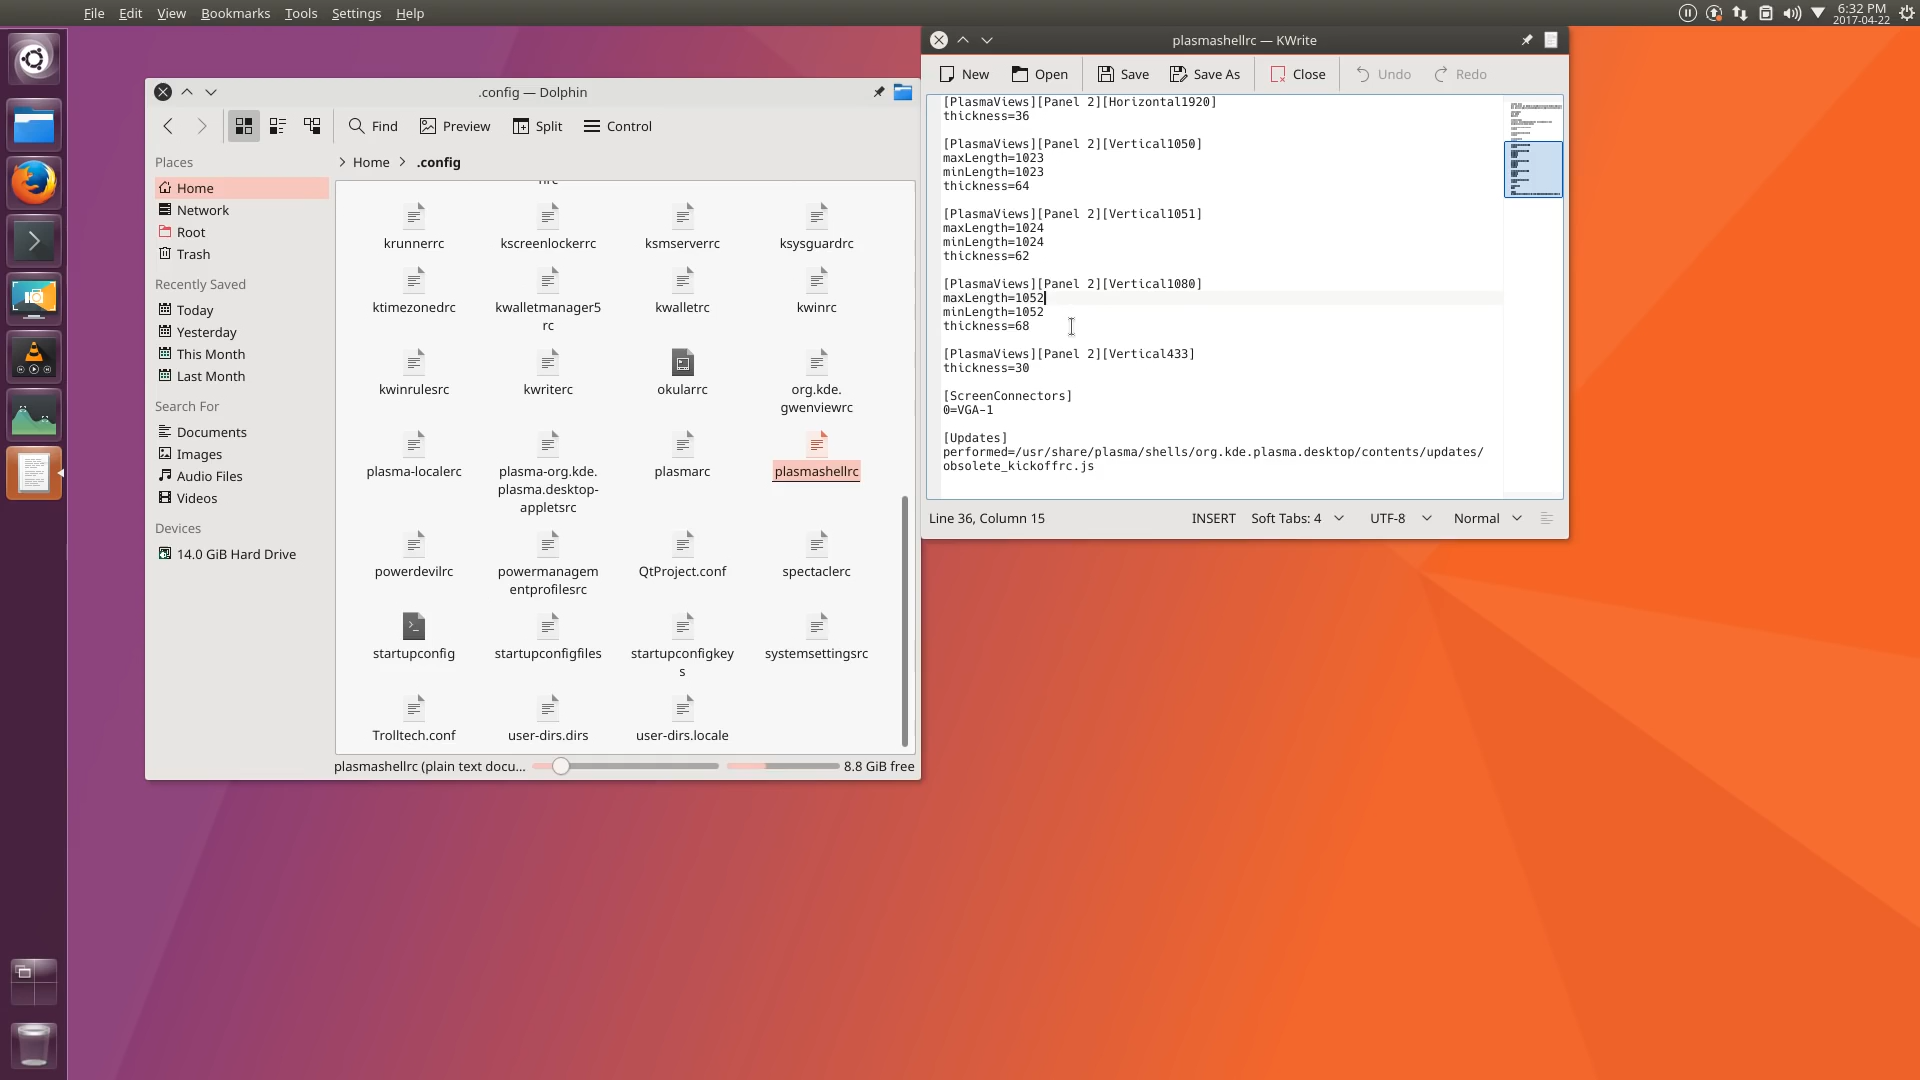 File Edit View Bookmarks Tools Settings Help
6:32 PM
2017-04-22
.config — Dolphin
Find Preview Split Control
Places
Home
Network
Root
Trash
Recently Saved
Today
Yesterday
This Month
Last Month
Search For
Documents
Images
Audio Files
Videos
Devices
14.0 GiB Hard Drive
Home .config
krunnerrc kscreenlockerrc ksmserverrc ksysguardrc
ktimezonedrc kwalletmanager5 kwalletrc kwinrc
rc
kwinrulesrc kwriterc okularrc org.kde.
gwenviewrc
plasma-localerc plasma-org.kde. plasmarc plasmashellrc
plasma.desktop-
appletsrc
powerdevilrc powermanagem QtProject.conf spectaclerc
entprofilesrc
startupconfig startupconfigfiles startupconfigkey systemsettingsrc
s
Trolltech.conf user-dirs.dirs user-dirs.locale
plasmashellrc (plain text docu... 8.8 GiB free
plasmashellrc — KWrite
New Open Save Save As Close Undo Redo
[PlasmaViews][Panel 2][Horizontal1920]
thickness=36
[PlasmaViews][Panel 2][Vertical1050]
maxLength=1023
minLength=1023
thickness=64
[PlasmaViews][Panel 2][Vertical1051]
maxLength=1024
minLength=1024
thickness=62
[PlasmaViews][Panel 2][Vertical1080]
maxLength=1052
minLength=1052
thickness=68
[PlasmaViews][Panel 2][Vertical433]
thickness=30
[ScreenConnectors]
0=VGA-1
[Updates]
performed=/usr/share/plasma/shells/org.kde.plasma.desktop/contents/updates/
obsolete_kickoffrc.js
Line 36, Column 15 INSERT Soft Tabs: 4 UTF-8 Normal